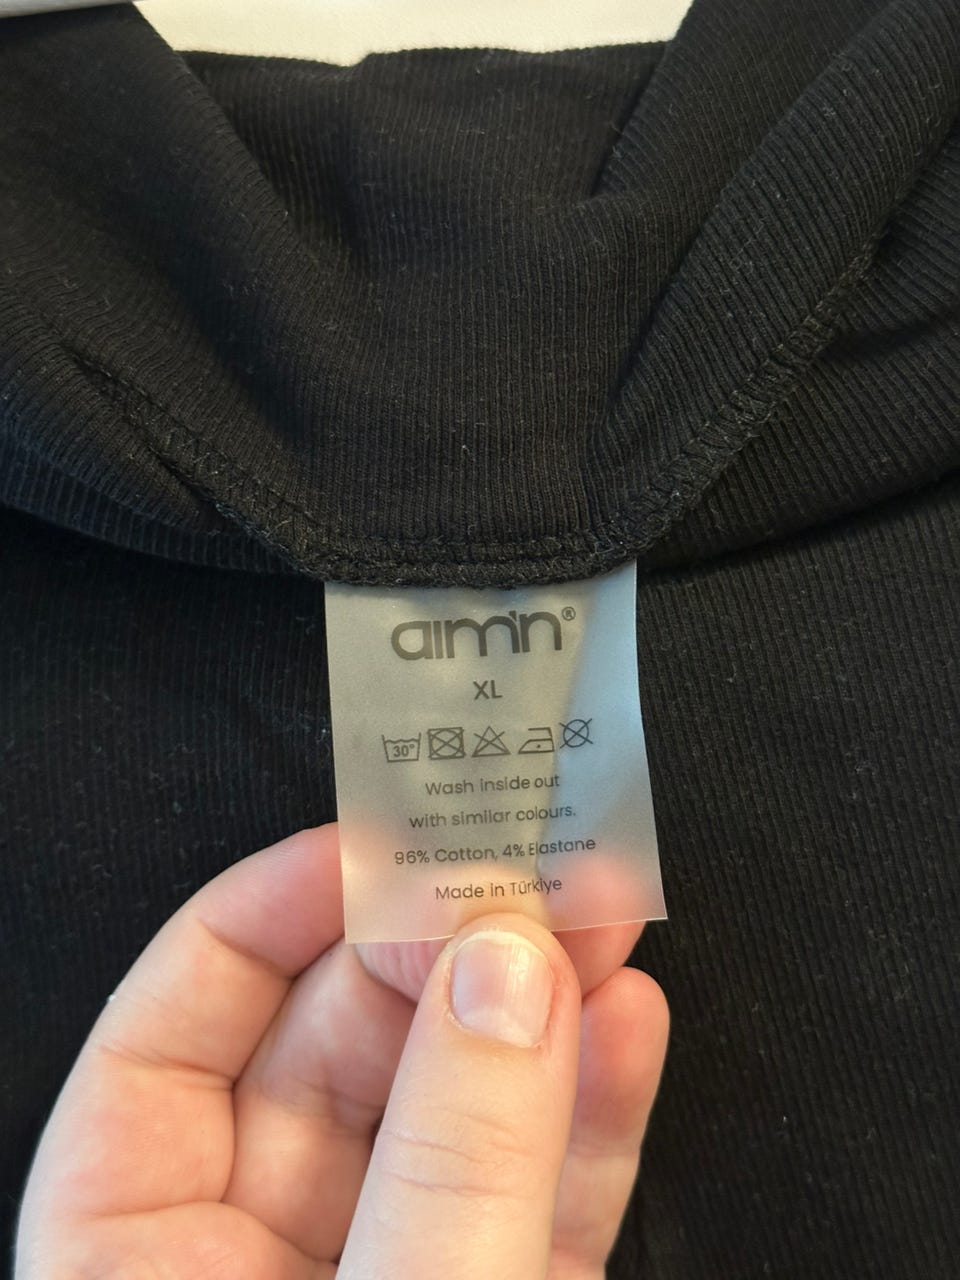 aim'n®
XL
30°
Wash inside out
with similar colours.
96% Cotton, 4% Elastane
Made in Türkiye